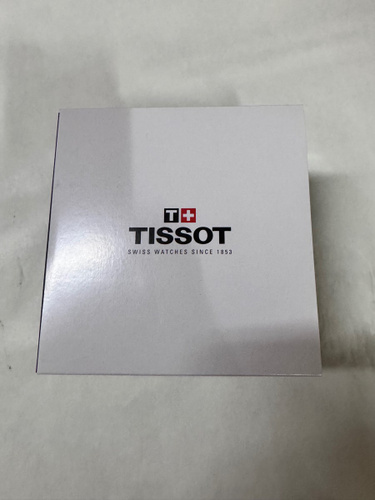 T+
TISSOT
SWISS WATCHES SINCE 1853